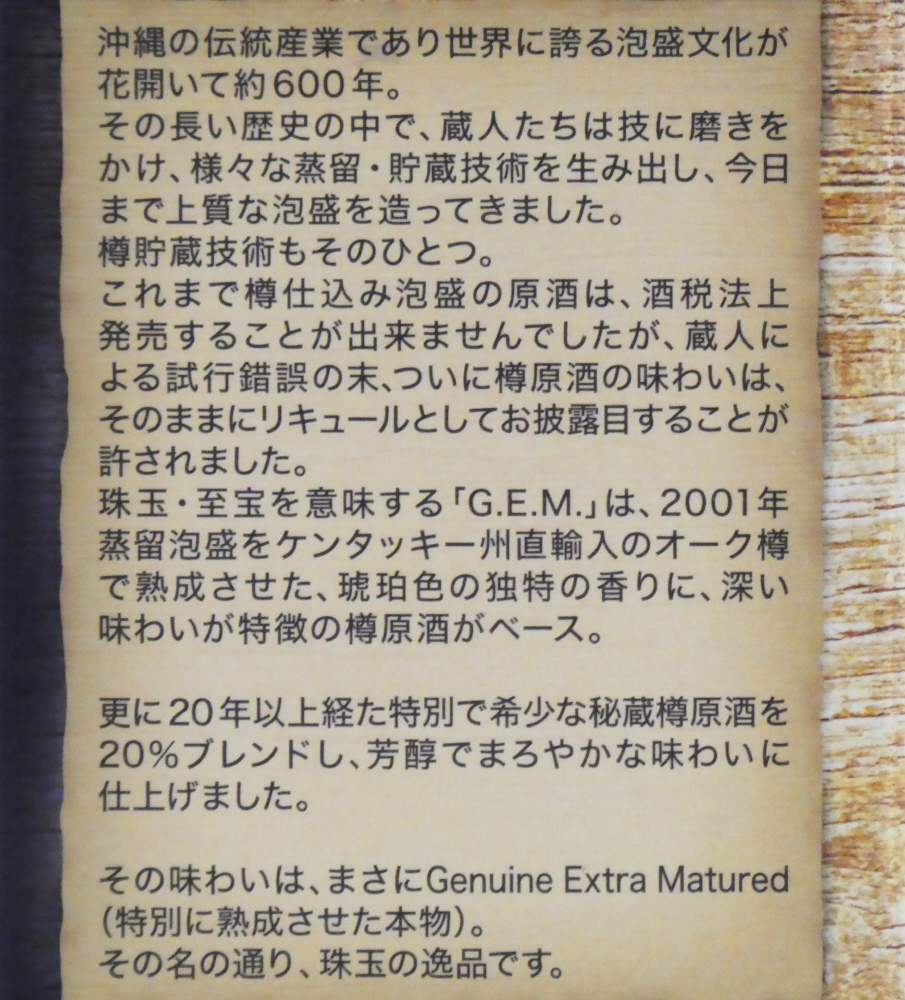 沖縄の伝統産業であり世界に誇る泡盛文化が
花開いて約600年。
その長い歴史の中で、蔵人たちは技に磨きを
かけ、様々な蒸留・貯蔵技術を生み出し、今日
まで上質な泡盛を造ってきました。
樽貯蔵技術もそのひとつ。
これまで樽仕込み泡盛の原酒は、酒税法上
発売することが出来ませんでしたが、蔵人に
よる試行錯誤の末、ついに樽原酒の味わいは、
そのままにリキュールとしてお披露目することが
許されました。
珠玉・至宝を意味する「G.E.M.」は、2001年
蒸留泡盛をケンタッキー州直輸入のオーク樽
で熟成させた、琥珀色の独特の香りに、深い
味わいが特徴の樽原酒がベース。
更に20年以上経た特別で希少な秘蔵樽原酒を
20%ブレンドし、芳醇でまろやかな味わいに
仕上げました。
その味わいは、まさにGenuine Extra Matured
(特別に熟成させた本物)。
その名の通り、珠玉の逸品です。